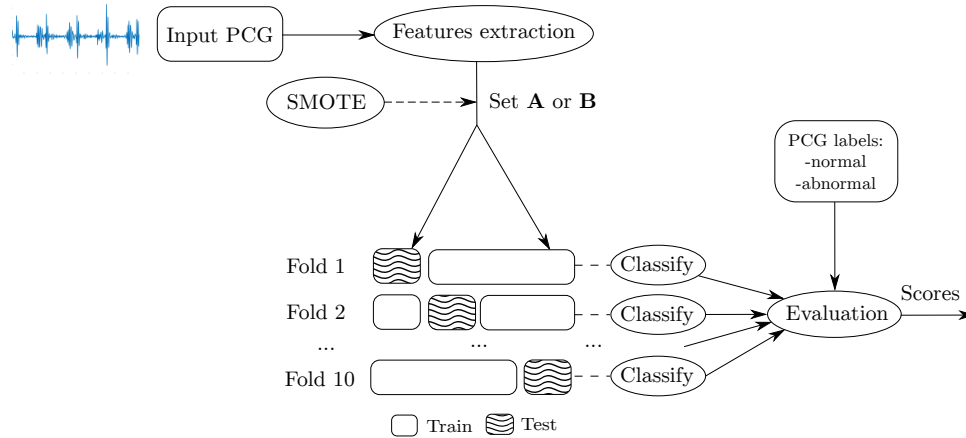 Input PCG
Features extraction
SMOTE
Set A or B
PCG labels:
-normal
-abnormal
Fold 1
Classify
Fold 2
Classify
Evaluation
Scores
...
...
...
Fold 10
Classify
Train
Test